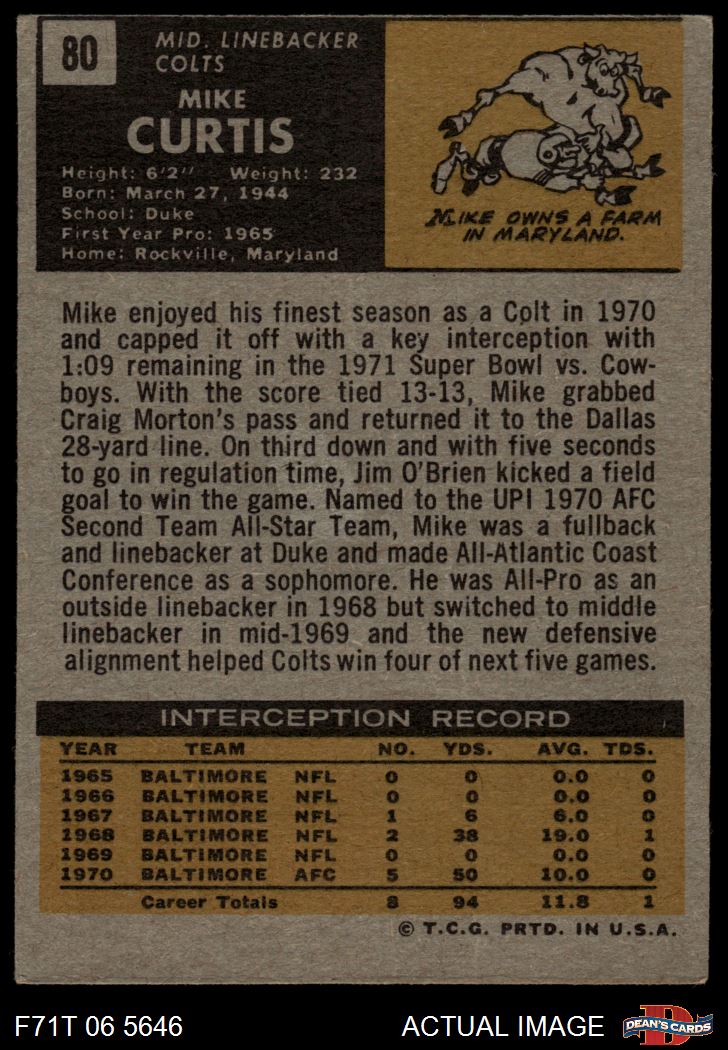 80
MID. LINEBACKER
COLTS
MIKE
CURTIS
Height: 6'2" Weight: 232
Born: March 27, 1944
School: Duke
First Year Pro: 1965
Home: Rockville, Maryland
MIKE OWNS A FARM
IN MARYLAND.
Mike enjoyed his finest season as a Colt in 1970
and capped it off with a key interception with
1:09 remaining in the 1971 Super Bowl vs. Cow-
boys. With the score tied 13-13, Mike grabbed
Craig Morton's pass and returned it to the Dallas
28-yard line. On third down and with five seconds
to go in regulation time, Jim O'Brien kicked a field
goal to win the game. Named to the UPI 1970 AFC
Second Team All-Star Team, Mike was a fullback
and linebacker at Duke and made All-Atlantic Coast
Conference as a sophomore. He was All-Pro as an
outside linebacker in 1968 but switched to middle
linebacker in mid-1969 and the new defensive
alignment helped Colts win four of next five games.
INTERCEPTION RECORD
YEAR TEAM NO. YDS. AVG. TDS.
1965 BALTIMORE NFL 0 0 0.0 0
1966 BALTIMORE NFL 0 0 0.0 0
1967 BALTIMORE NFL 1 6 6.0 0
1968 BALTIMORE NFL 2 38 19.0 1
1969 BALTIMORE NFL 0 0 0.0 0
1970 BALTIMORE AFC 5 50 10.0 0
Career Totals 8 94 11.8 1
© T.C.G. PRTD. IN U.S.A.
F71T 06 5646 ACTUAL IMAGE
D
DEAN'S CARDS